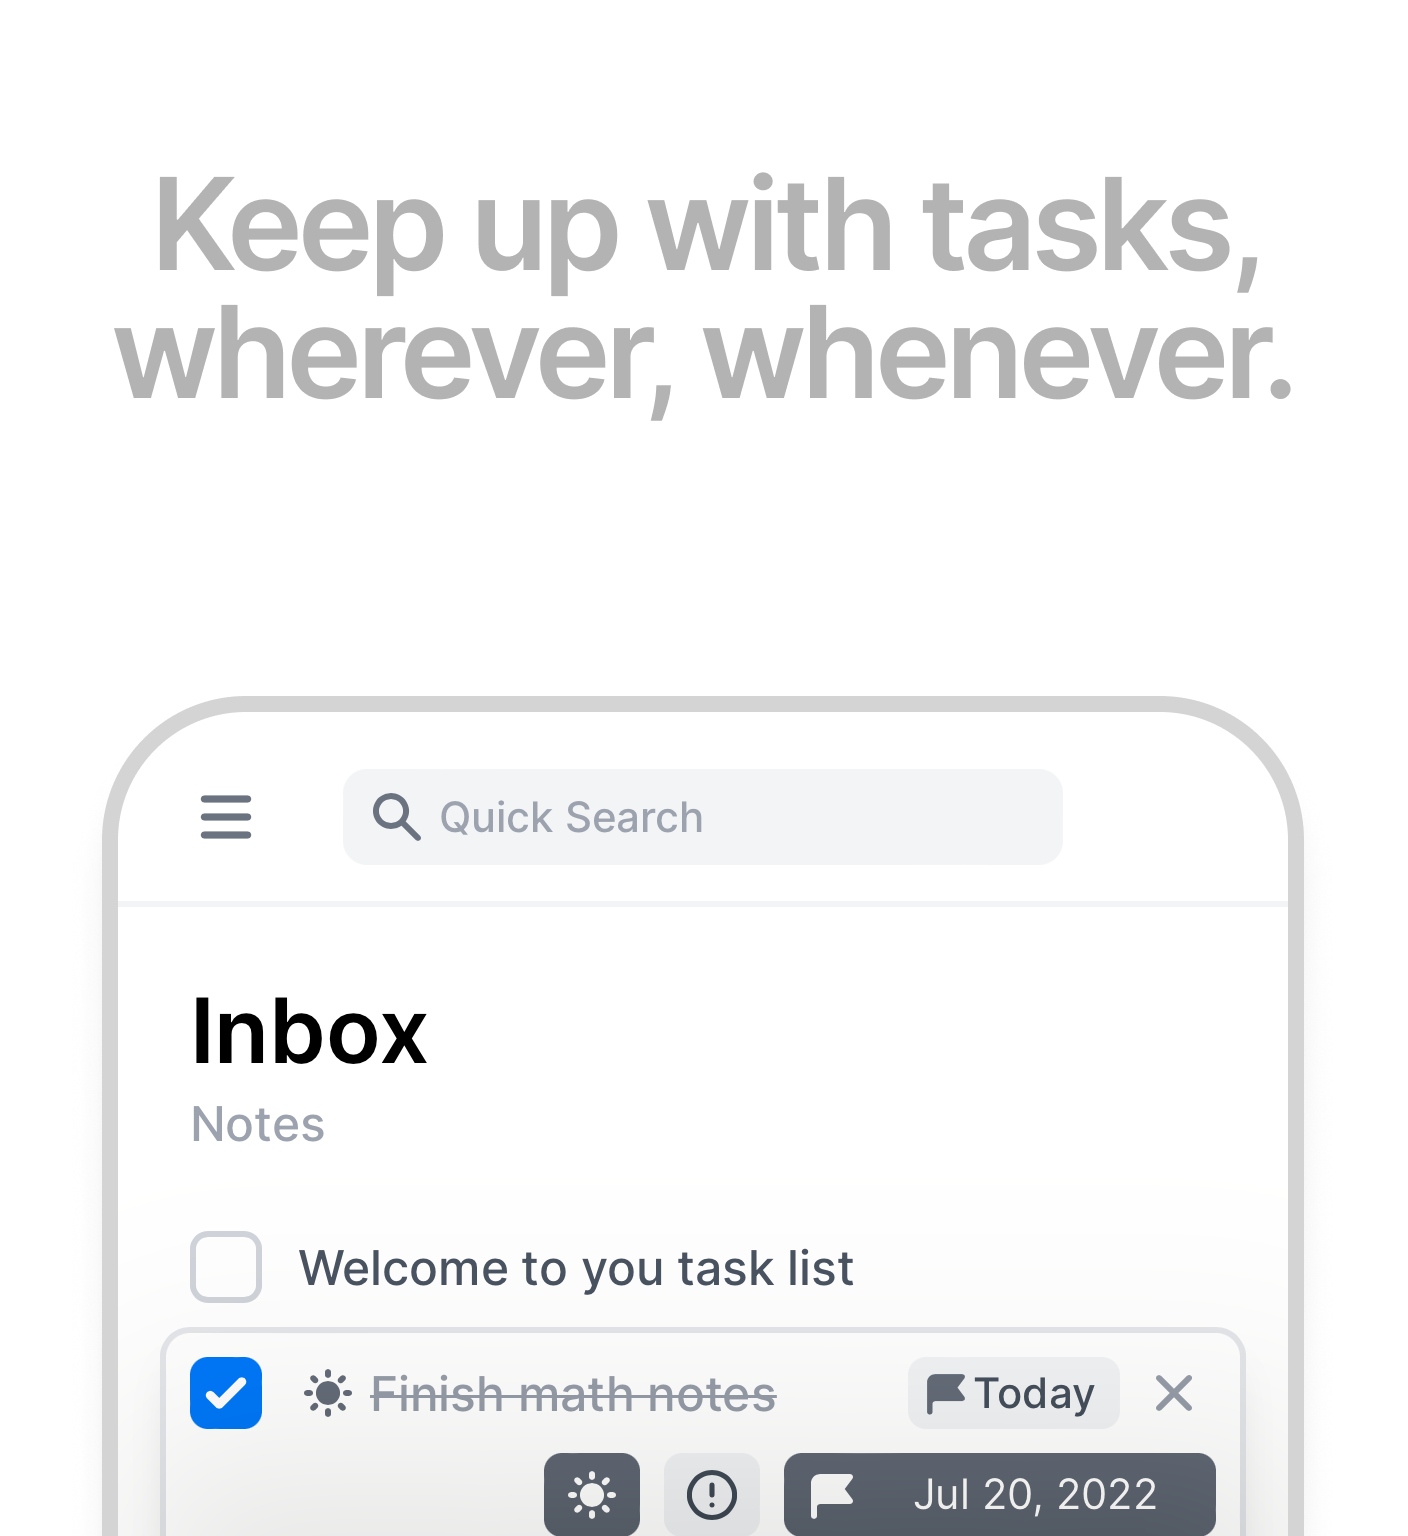 Keep up with tasks,
wherever, whenever.
Quick Search
Inbox
Notes
Welcome to you task list
Finish math notes
Today
Jul 20, 2022